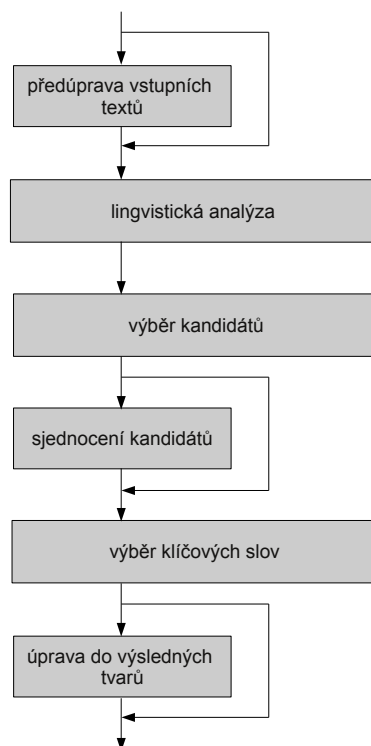 předúprava vstupních
textů
lingvistická analýza
výběr kandidátů
sjednocení kandidátů
výběr klíčových slov
úprava do výsledných
tvarů